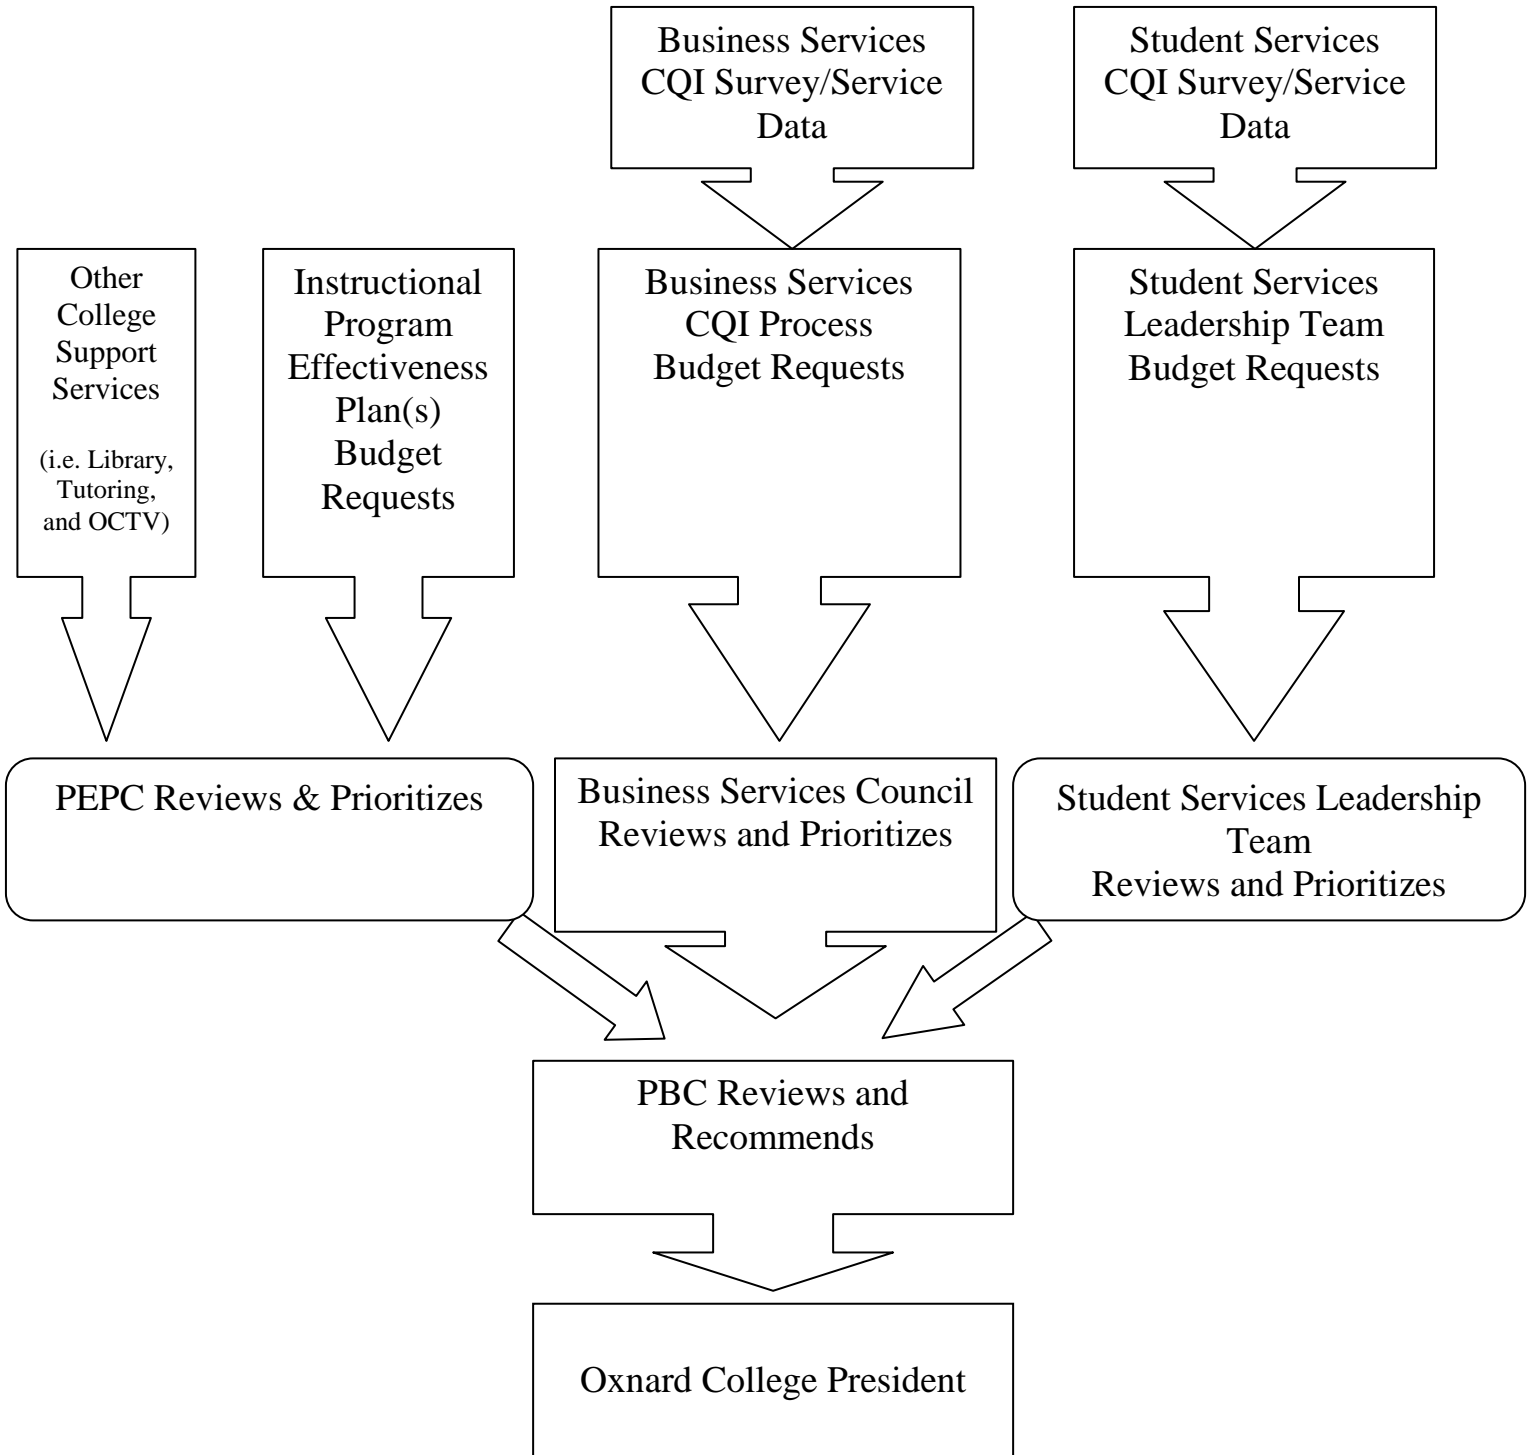 Business Services
CQI Survey/Service
Data
Student Services
CQI Survey/Service
Data
Other
College
Support
Services
(i.e. Library,
Tutoring,
and OCTV)
Instructional
Program
Effectiveness
Plan(s)
Budget
Requests
Business Services
CQI Process
Budget Requests
Student Services
Leadership Team
Budget Requests
PEPC Reviews & Prioritizes
Business Services Council
Reviews and Prioritizes
Student Services Leadership
Team
Reviews and Prioritizes
PBC Reviews and
Recommends
Oxnard College President